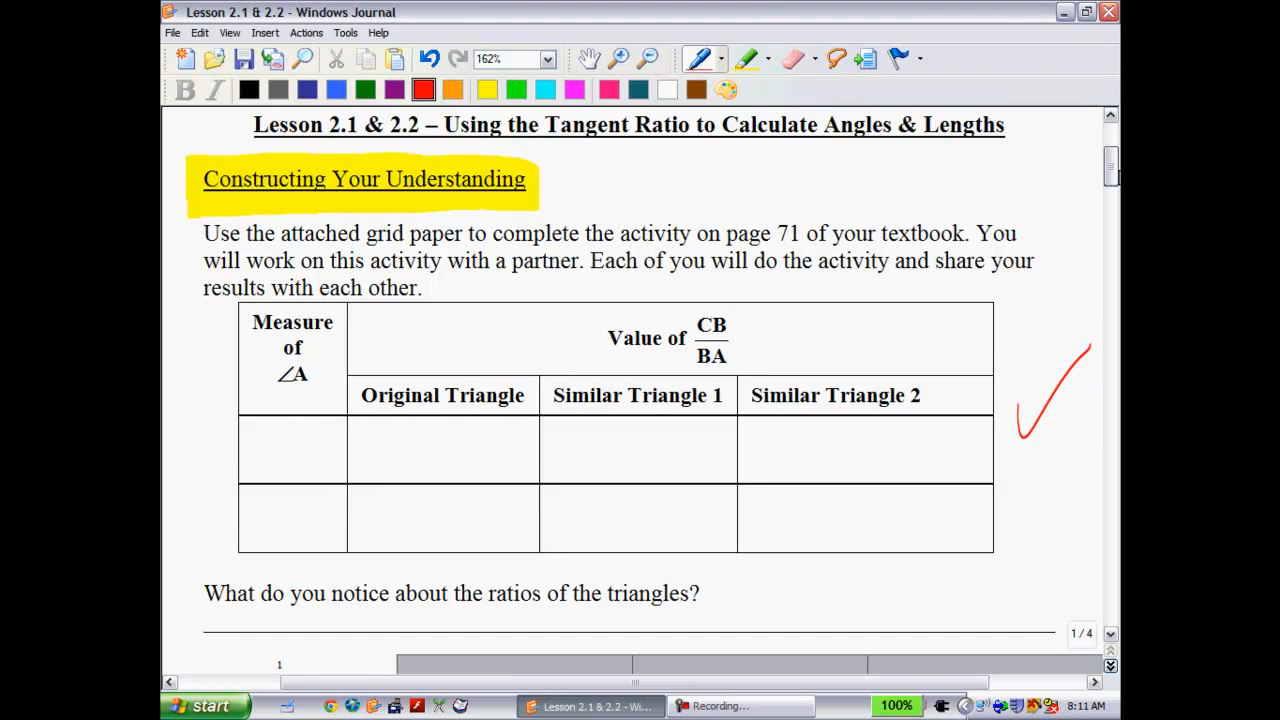 Lesson 2.1 & 2.2 - Windows Journal
File Edit View Insert Actions Tools Help
162%
B I
Lesson 2.1 & 2.2 – Using the Tangent Ratio to Calculate Angles & Lengths
Constructing Your Understanding
Use the attached grid paper to complete the activity on page 71 of your textbook. You
will work on this activity with a partner. Each of you will do the activity and share your
results with each other.
Measure
of
∠A
Value of CB
BA
Original Triangle Similar Triangle 1 Similar Triangle 2
What do you notice about the ratios of the triangles?
1 / 4
1
start Lesson 2.1 & 2.2 - Wi... Recording... 100% 8:11 AM